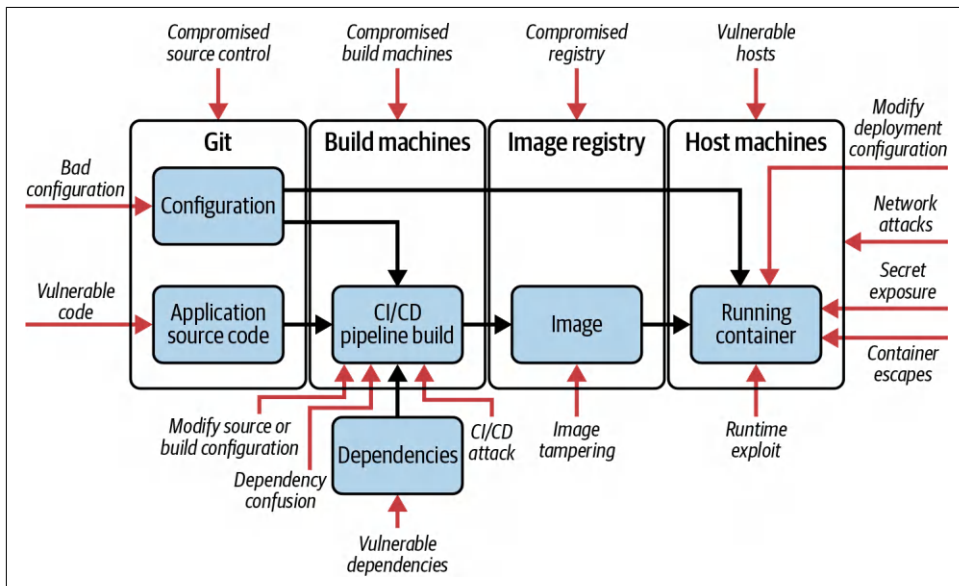 Compromised
source control
Compromised
build machines
Compromised
registry
Vulnerable
hosts
Modify
deployment
configuration
Git
Build machines
Image registry
Host machines
Bad
configuration
Configuration
Network
attacks
Secret
exposure
Vulnerable
code
Application
source code
CI/CD
pipeline build
Image
Running
container
Container
escapes
Modify source or
build configuration
Dependency
confusion
Dependencies
CI/CD
attack
Image
tampering
Runtime
exploit
Vulnerable
dependencies